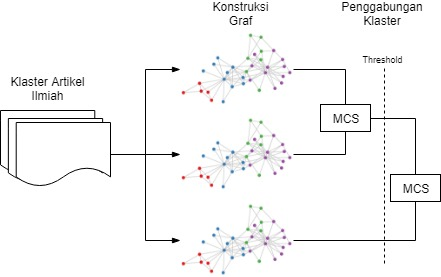 Konstruksi
Graf
Penggabungan
Klaster
Threshold
Klaster Artikel
Ilmiah
MCS
MCS